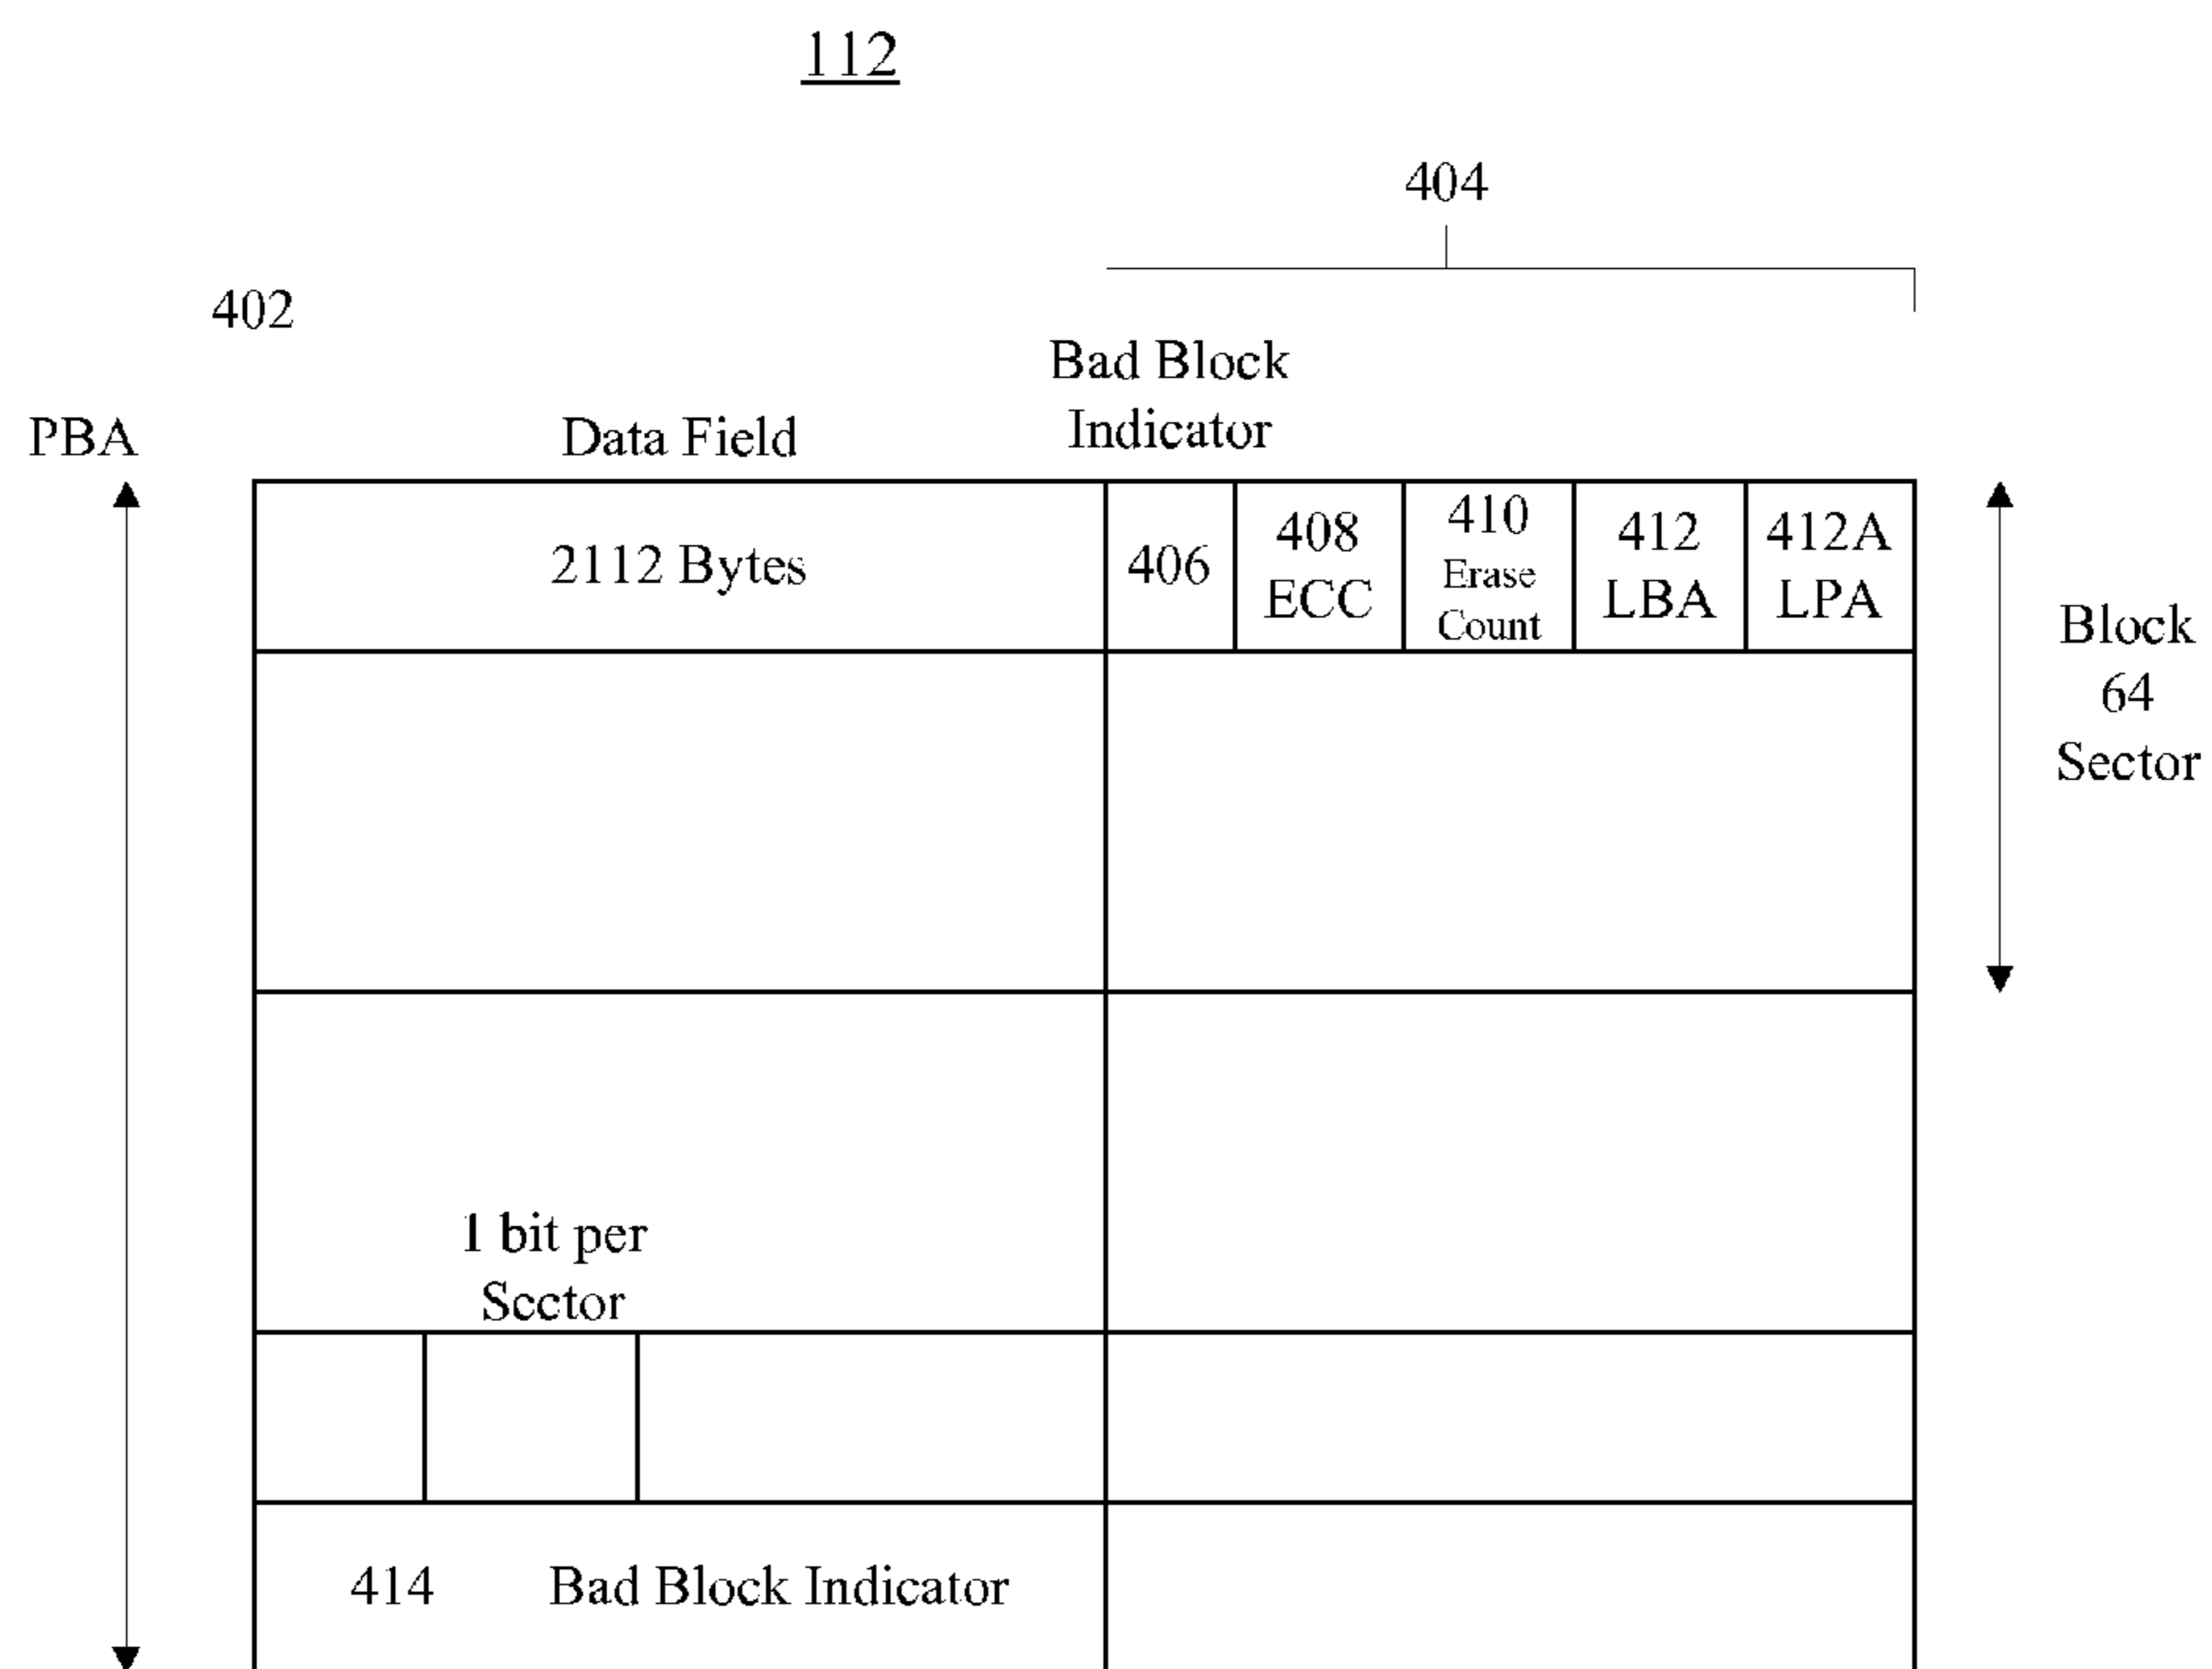 112
404
402
Bad Block
Indicator
PBA
Data Field
2112 Bytes
406
408
ECC
410
Erase
Count
412
LBA
412A
LPA
Block
64
Sector
1 bit per
Scctor
414 Bad Block Indicator